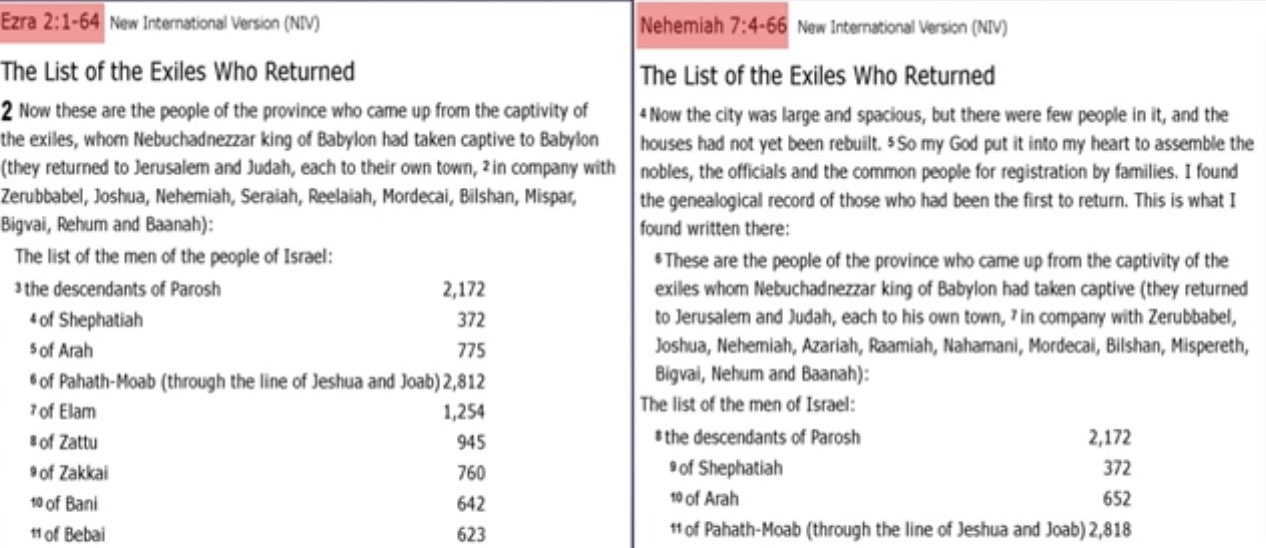 Ezra 2:1-64 New International Version (NIV)
The List of the Exiles Who Returned
2 Now these are the people of the province who came up from the captivity of
the exiles, whom Nebuchadnezzar king of Babylon had taken captive to Babylon
(they returned to Jerusalem and Judah, each to their own town, 2 in company with
Zerubbabel, Joshua, Nehemiah, Seraiah, Reelaiah, Mordecai, Bilshan, Mispar,
Bigvai, Rehum and Baanah):
The list of the men of the people of Israel:
3 the descendants of Parosh 2,172
4 of Shephatiah 372
5 of Arah 775
6 of Pahath-Moab (through the line of Jeshua and Joab) 2,812
7 of Elam 1,254
8 of Zattu 945
9 of Zakkai 760
10 of Bani 642
11 of Bebai 623
Nehemiah 7:4-66 New International Version (NIV)
The List of the Exiles Who Returned
4 Now the city was large and spacious, but there were few people in it, and the
houses had not yet been rebuilt. 5 So my God put it into my heart to assemble the
nobles, the officials and the common people for registration by families. I found
the genealogical record of those who had been the first to return. This is what I
found written there:
6 These are the people of the province who came up from the captivity of the
exiles whom Nebuchadnezzar king of Babylon had taken captive (they returned
to Jerusalem and Judah, each to his own town, 7 in company with Zerubbabel,
Joshua, Nehemiah, Azariah, Raamiah, Nahamani, Mordecai, Bilshan, Mispereth,
Bigvai, Nehum and Baanah):
The list of the men of Israel:
8 the descendants of Parosh 2,172
9 of Shephatiah 372
10 of Arah 652
11 of Pahath-Moab (through the line of Jeshua and Joab) 2,818